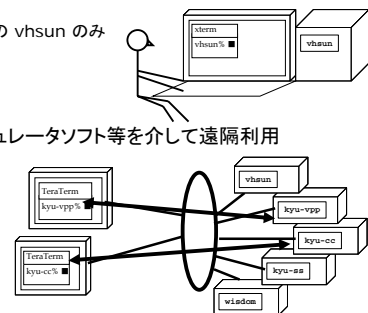 の vhsun のみ
xterm
vhsun%
vhsun
ュレータソフト等を介して遠隔利用
vhsun
TeraTerm
kyu-vpp%
kyu-vpp
kyu-cc
TeraTerm
kyu-cc%
kyu-ss
wisdom